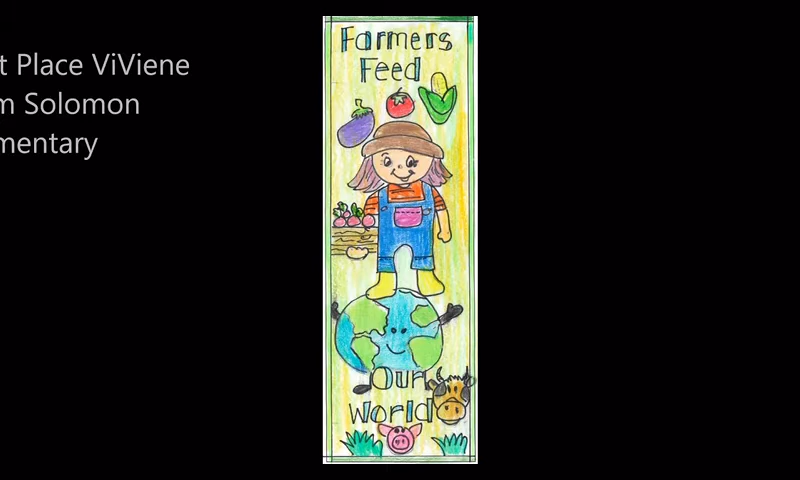 t Place ViViene
m Solomon
mentary
Farmers
Feed
Our
World